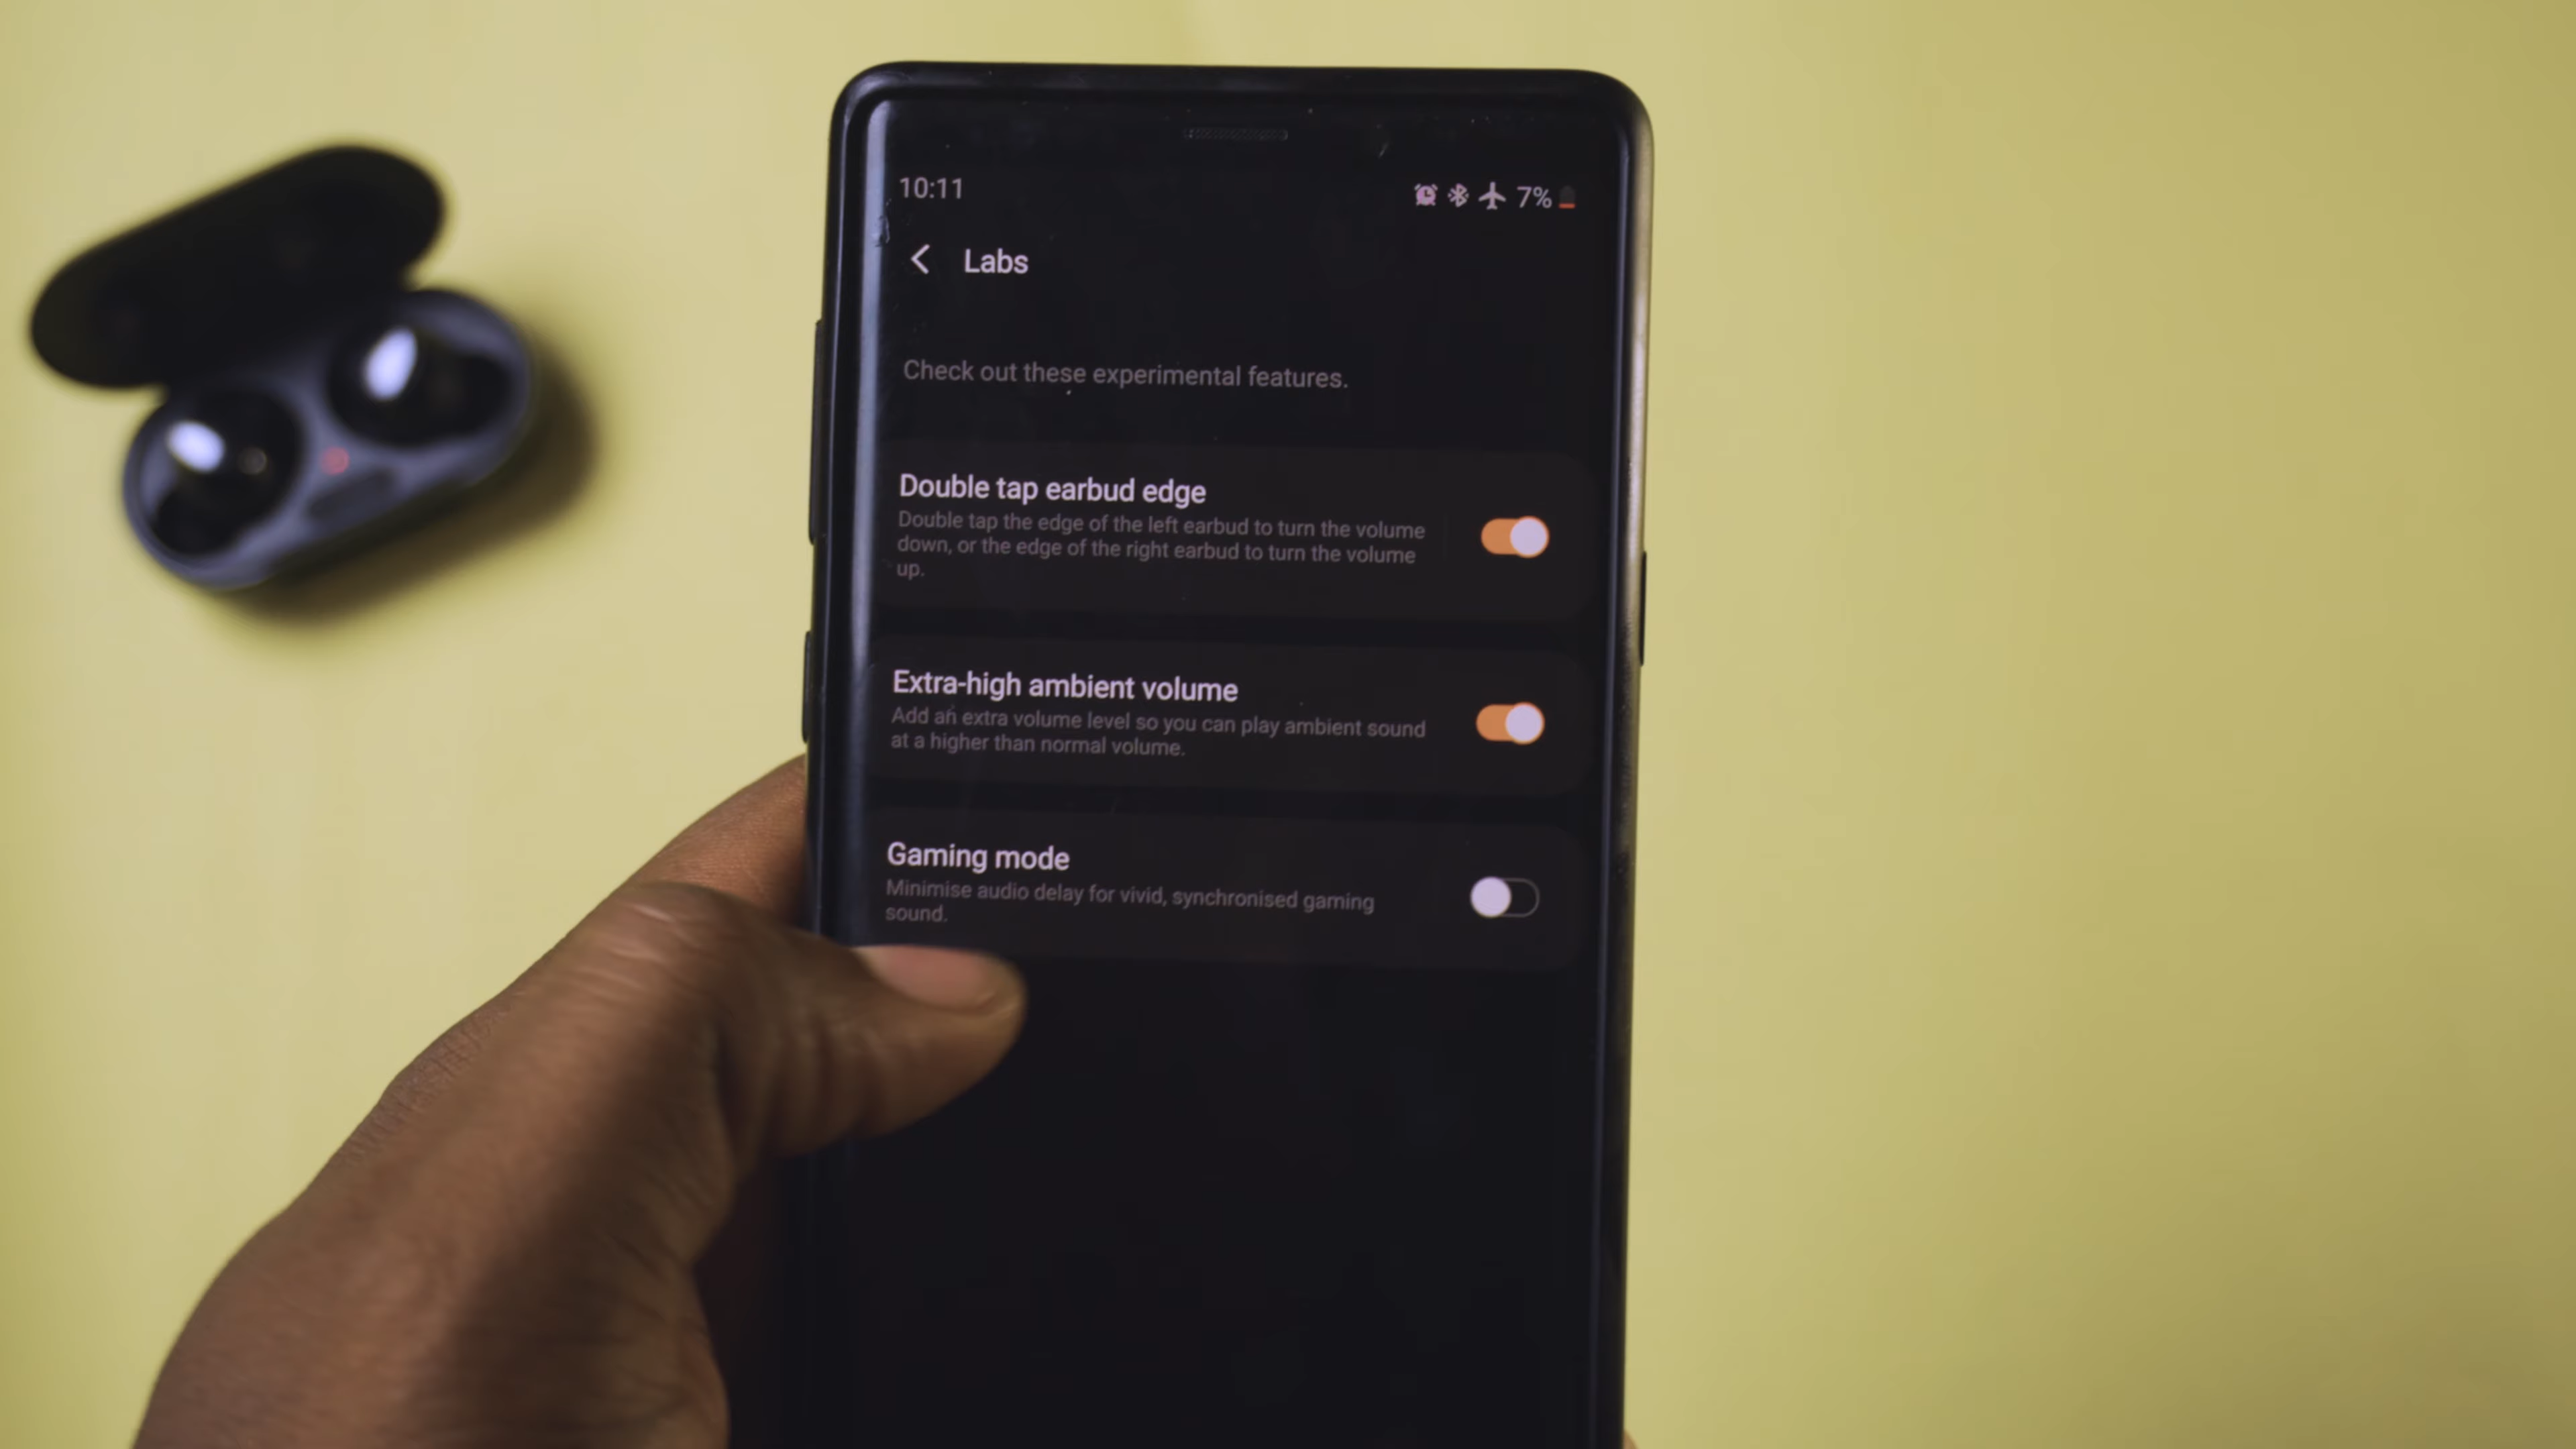 10:11
7%
Labs
Check out these experimental features.
Double tap earbud edge
Double tap the edge of the left earbud to turn the volume
down, or the edge of the right earbud to turn the volume
up.
Extra-high ambient volume
Add an extra volume level so you can play ambient sound
at a higher than normal volume.
Gaming mode
Minimise audio delay for vivid, synchronised gaming
sound.